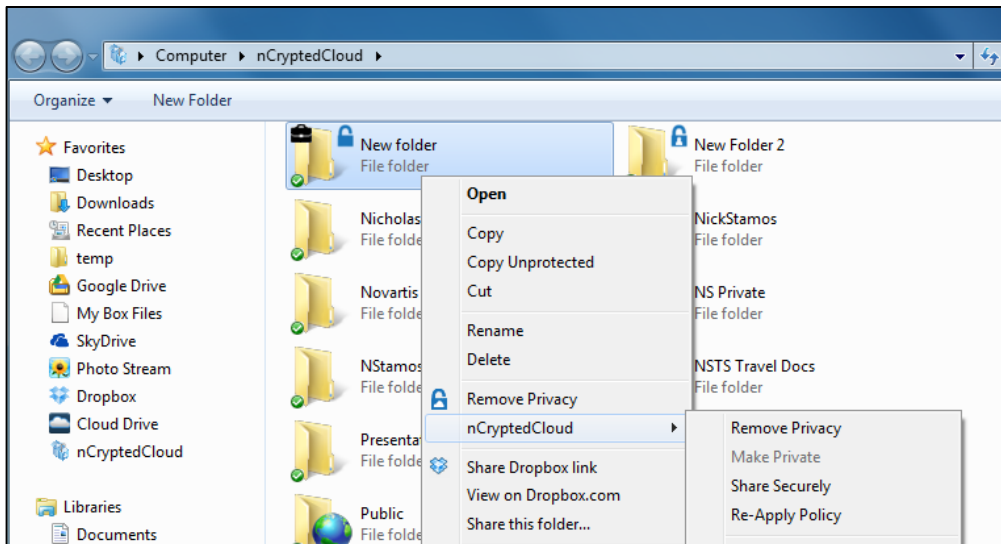 Computer ▸ nCryptedCloud ▸
Organize ▾ New Folder
Favorites
Desktop
Downloads
Recent Places
temp
Google Drive
My Box Files
SkyDrive
Photo Stream
Dropbox
Cloud Drive
nCryptedCloud
Libraries
Documents
New folder
File folder
New Folder 2
File folder
Nicholas
File folde
NickStamos
File folder
Novartis
File folde
NS Private
File folder
NStamos
File folde
NSTS Travel Docs
File folder
Presenta
File folde
Public
File folde
Open
Copy
Copy Unprotected
Cut
Rename
Delete
Remove Privacy
nCryptedCloud
Share Dropbox link
View on Dropbox.com
Share this folder...
Remove Privacy
Make Private
Share Securely
Re-Apply Policy